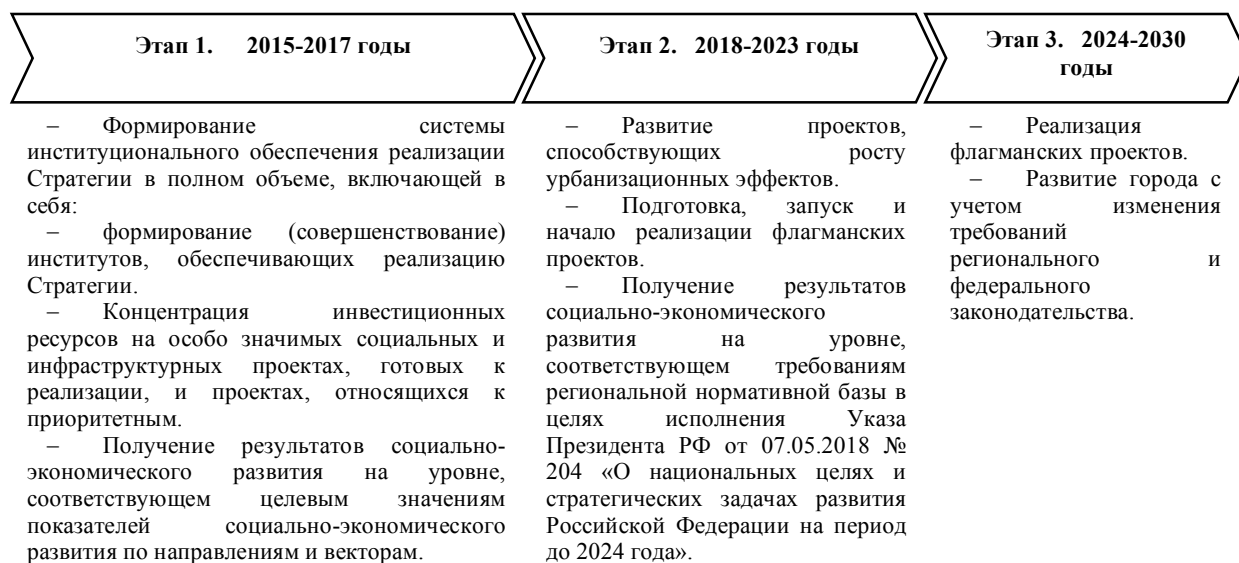 Этап 1. 2015-2017 годы
– Формирование системы
институционального обеспечения реализации
Стратегии в полном объеме, включающей в
себя:
– формирование (совершенствование)
институтов, обеспечивающих реализацию
Стратегии.
– Концентрация инвестиционных
ресурсов на особо значимых социальных и
инфраструктурных проектах, готовых к
реализации, и проектах, относящихся к
приоритетным.
– Получение результатов социально-
экономического развития на уровне,
соответствующем целевым значениям
показателей социально-экономического
развития по направлениям и векторам.
Этап 2. 2018-2023 годы
– Развитие проектов,
способствующих росту
урбанизационных эффектов.
– Подготовка, запуск и
начало реализации флагманских
проектов.
– Получение результатов
социально-экономического
развития на уровне,
соответствующем требованиям
региональной нормативной базы в
целях исполнения Указа
Президента РФ от 07.05.2018 №
204 «О национальных целях и
стратегических задачах развития
Российской Федерации на период
до 2024 года».
Этап 3. 2024-2030
годы
– Реализация
флагманских проектов.
– Развитие города с
учетом изменения
требований
регионального и
федерального
законодательства.